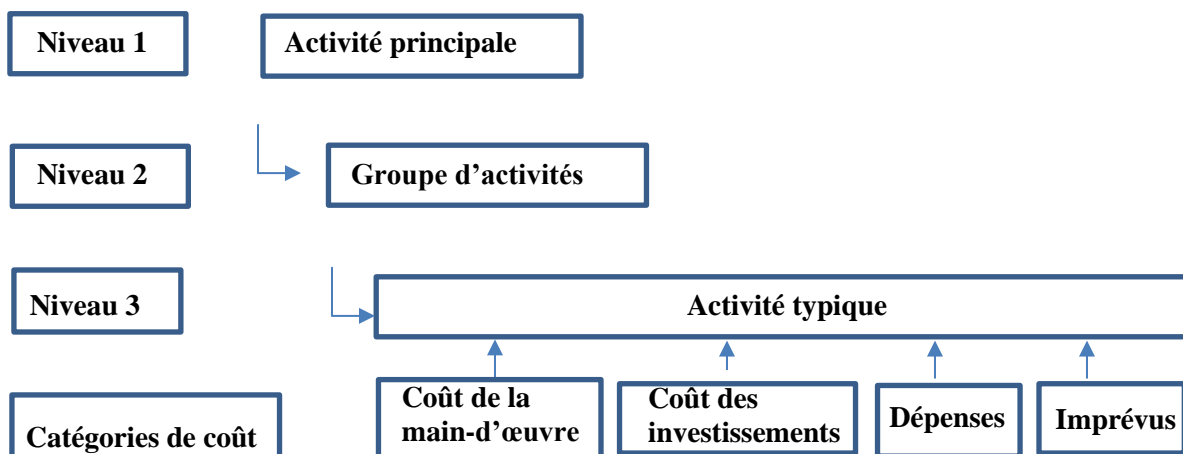 Niveau 1
Activité principale
Niveau 2
Groupe d’activités
Niveau 3
Activité typique
Catégories de coût
Coût de la
main-d’œuvre
Coût des
investissements
Dépenses
Imprévus